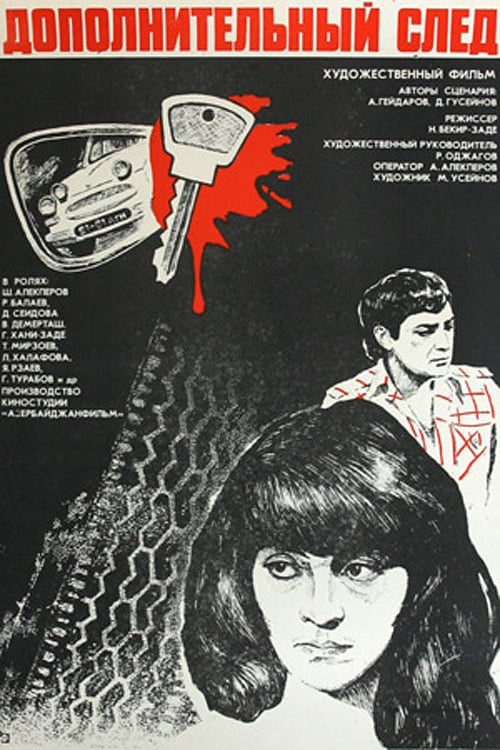 ДОПОЛНИТЕЛЬНЫЙ СЛЕД
ХУДОЖЕСТВЕННЫЙ ФИЛЬМ
АВТОРЫ СЦЕНАРИЯ:
А.ГЕЙДАРОВ, Д.ГУСЕЙНОВ
РЕЖИССЕР
Н.БЕКИР-ЗАДЕ
ХУДОЖЕСТВЕННЫЙ РУКОВОДИТЕЛЬ
Р.ОДЖАГОВ
ОПЕРАТОР А.АЛЕКПЕРОВ
ХУДОЖНИК М.УСЕЙНОВ
В РОЛЯХ:
Ш.АЛЕКПЕРОВ
Р.БАЛАЕВ,
Д.СЕИДОВА
В.ДЕМЕРТАШ,
Г.ХАНИ-ЗАДЕ
Т.МИРЗОЕВ,
Л.ХАЛАФОВА,
Я.РЗАЕВ,
Г.ТУРАБОВ и др
ПРОИЗВОДСТВО
КИНОСТУДИИ
«АЗЕРБАЙДЖАНФИЛЬМ»